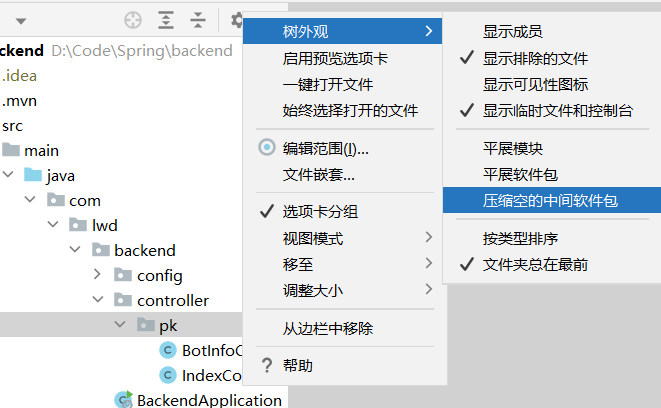 ckend D:\Code\Spring\backend
.idea
.mvn
src
main
java
com
lwd
backend
config
controller
pk
BotInfoC
IndexCo
BackendApplication
树外观
启用预览选项卡
一键打开文件
始终选择打开的文件
编辑范围(I)...
文件嵌套...
选项卡分组
视图模式
移至
调整大小
从边栏中移除
帮助
显示成员
显示排除的文件
显示可见性图标
显示临时文件和控制台
平展模块
平展软件包
压缩空的中间软件包
按类型排序
文件夹总在最前